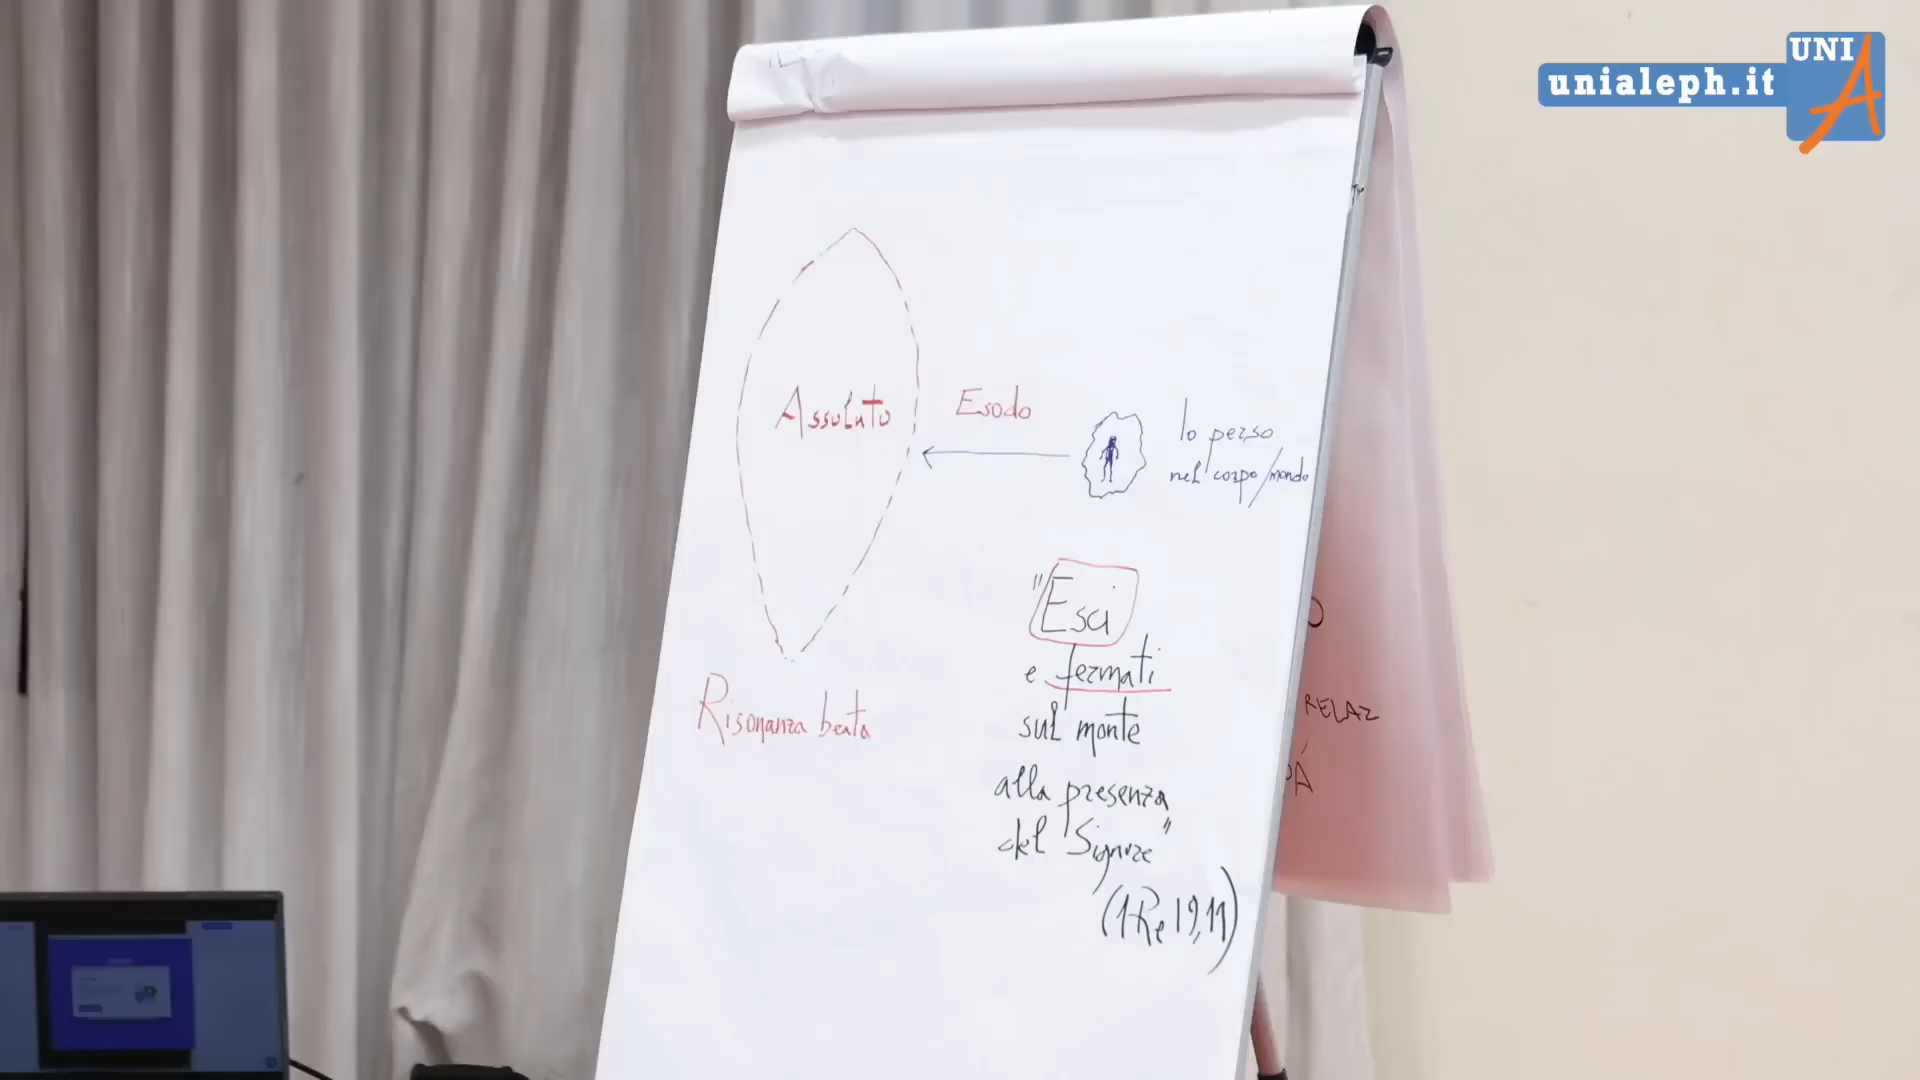 UNI
unialeph.it
Assoluto
Esodo
Io perso
nel corpo/mondo
"Esci
e fermati
sul monte
Risonanza beata
alla presenza
del Signore"
(1Re 19,11)
RELAZ